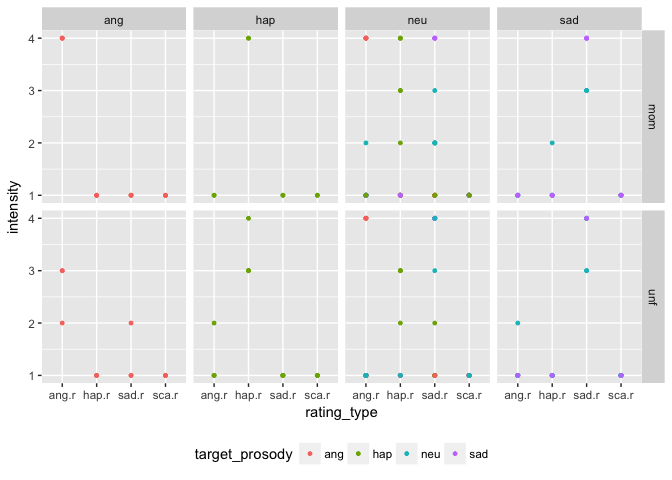 ang hap neu sad
4
3
2
1
mom
intensity
4
3
2
1
unf
ang.r hap.r sad.r sca.r ang.r hap.r sad.r sca.r ang.r hap.r sad.r sca.r ang.r hap.r sad.r sca.r
rating_type
target_prosody ang hap neu sad